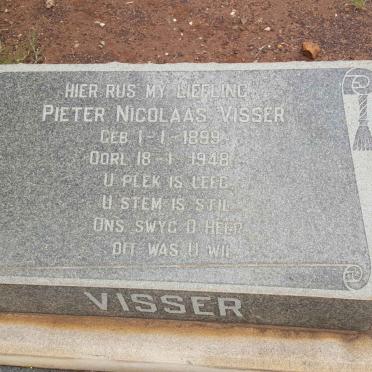 HIER RUS MY LIEFLING
PIETER NICOLAAS VISSER
GEB. 1-1-1899
OORL. 18-1-1948
U PLEK IS LEEG,
U STEM IS STIL
ONS SWYG O HEER
DIT WAS U WIL
VISSER